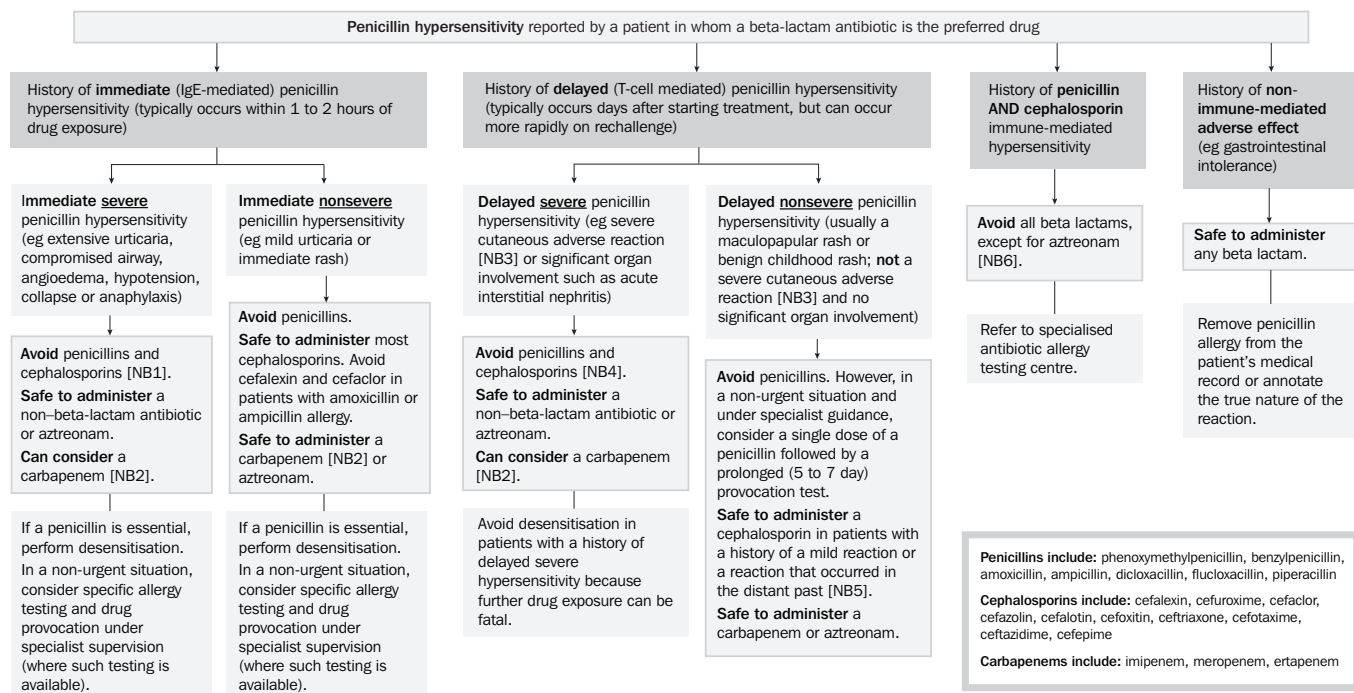 Penicillin hypersensitivity reported by a patient in whom a beta-lactam antibiotic is the preferred drug
History of immediate (IgE-mediated) penicillin
hypersensitivity (typically occurs within 1 to 2 hours of
drug exposure)
Immediate severe
penicillin hypersensitivity
(eg extensive urticaria,
compromised airway,
angioedema, hypotension,
collapse or anaphylaxis)
Avoid penicillins and
cephalosporins [NB1].
Safe to administer a
non–beta-lactam antibiotic
or aztreonam.
Can consider a
carbapenem [NB2].
If a penicillin is essential,
perform desensitisation.
In a non-urgent situation,
consider specific allergy
testing and drug
provocation under
specialist supervision
(where such testing is
available).
Immediate nonsevere
penicillin hypersensitivity
(eg mild urticaria or
immediate rash)
Avoid penicillins.
Safe to administer most
cephalosporins. Avoid
cefalexin and cefaclor in
patients with amoxicillin or
ampicillin allergy.
Safe to administer a
carbapenem [NB2] or
aztreonam.
If a penicillin is essential,
perform desensitisation.
In a non-urgent situation,
consider specific allergy
testing and drug
provocation under
specialist supervision
(where such testing is
available).
History of delayed (T-cell mediated) penicillin hypersensitivity
(typically occurs days after starting treatment, but can occur
more rapidly on rechallenge)
Delayed severe penicillin
hypersensitivity (eg severe
cutaneous adverse reaction
[NB3] or significant organ
involvement such as acute
interstitial nephritis)
Avoid penicillins and
cephalosporins [NB4].
Safe to administer a
non–beta-lactam antibiotic or
aztreonam.
Can consider a carbapenem
[NB2].
Avoid desensitisation in
patients with a history of
delayed severe
hypersensitivity because
further drug exposure can be
fatal.
Delayed nonsevere penicillin
hypersensitivity (usually a
maculopapular rash or
benign childhood rash; not a
severe cutaneous adverse
reaction [NB3] and no
significant organ involvement)
Avoid penicillins. However, in
a non-urgent situation and
under specialist guidance,
consider a single dose of a
penicillin followed by a
prolonged (5 to 7 day)
provocation test.
Safe to administer a
cephalosporin in patients with
a history of a mild reaction or
a reaction that occurred in
the distant past [NB5].
Safe to administer a
carbapenem or aztreonam.
History of penicillin
AND cephalosporin
immune-mediated
hypersensitivity
Avoid all beta lactams,
except for aztreonam
[NB6].
Refer to specialised
antibiotic allergy
testing centre.
History of non-
immune-mediated
adverse effect
(eg gastrointestinal
intolerance)
Safe to administer
any beta lactam.
Remove penicillin
allergy from the
patient's medical
record or annotate
the true nature of the
reaction.
Penicillins include: phenoxymethylpenicillin, benzylpenicillin,
amoxicillin, ampicillin, dicloxacillin, flucloxacillin, piperacillin
Cephalosporins include: cefalexin, cefuroxime, cefaclor,
cefazolin, cefalotin, cefoxitin, ceftriaxone, cefotaxime,
ceftazidime, cefepime
Carbapenems include: imipenem, meropenem, ertapenem